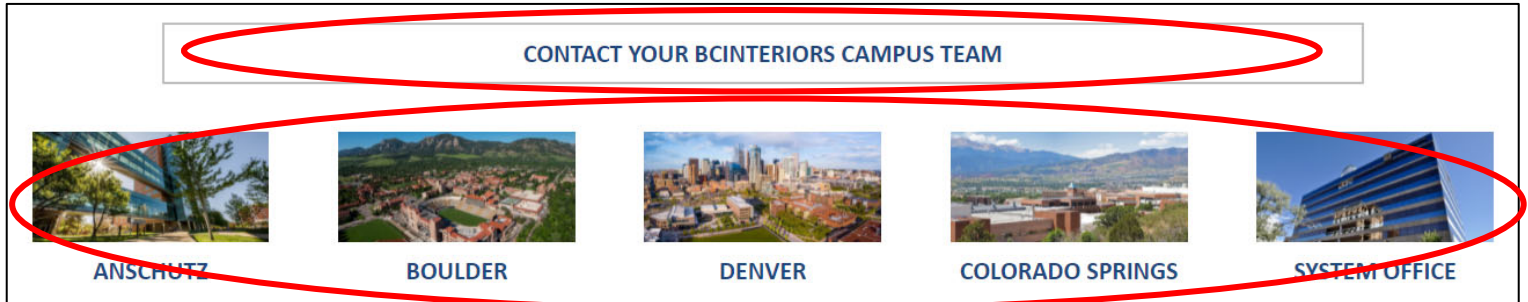 CONTACT YOUR BCINTERIORS CAMPUS TEAM
ANSCHUTZ BOULDER DENVER COLORADO SPRINGS SYSTEM OFFICE